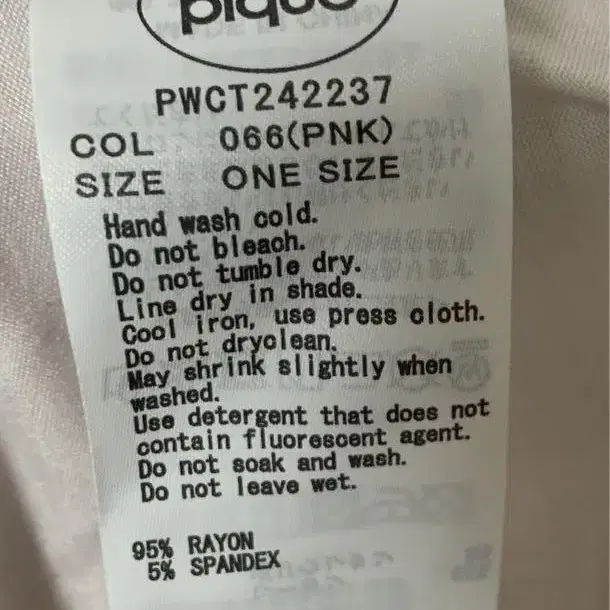 piqué
PWCT242237
COL 066(PNK)
SIZE ONE SIZE
Hand wash cold.
Do not bleach.
Do not tumble dry.
Line dry in shade.
Cool iron, use press cloth.
Do not dryclean.
May shrink slightly when
washed.
Use detergent that does not
contain fluorescent agent.
Do not soak and wash.
Do not leave wet.
95% RAYON
5% SPANDEX